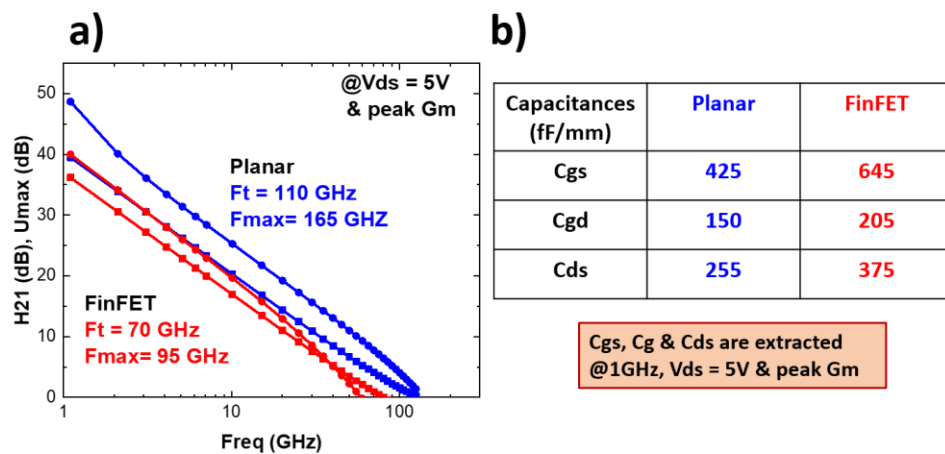 a)
@Vds = 5V
& peak Gm
50
40
30
20
10
0
H21 (dB), Umax (dB)
Planar
Ft = 110 GHz
Fmax= 165 GHZ
FinFET
Ft = 70 GHz
Fmax= 95 GHz
1
10
100
Freq (GHz)
b)
Capacitances (fF/mm) Planar FinFET
Cgs 425 645
Cgd 150 205
Cds 255 375
Cgs, Cg & Cds are extracted
@1GHz, Vds = 5V & peak Gm